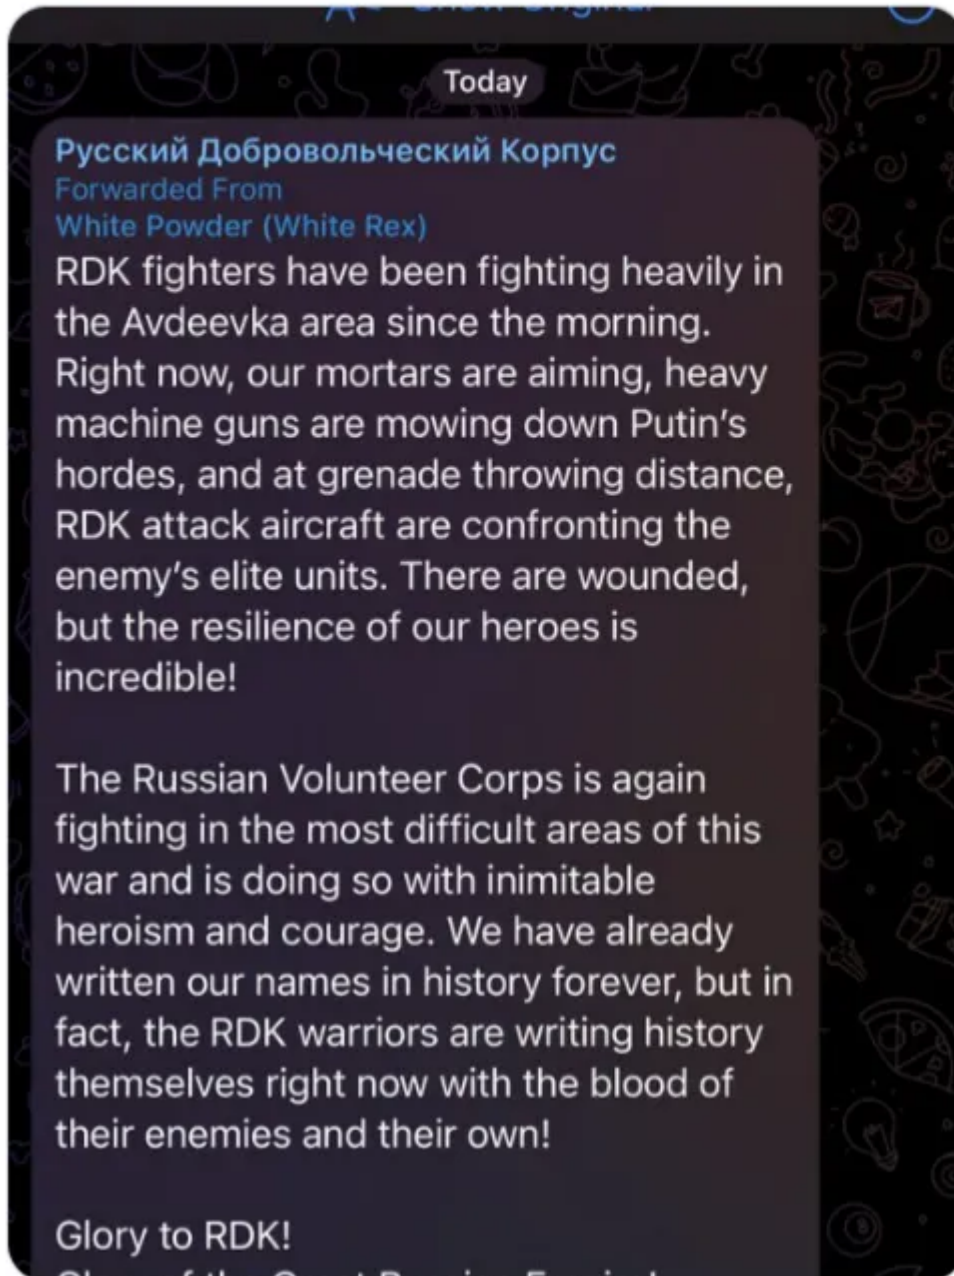 Today
Русский Добровольческий Корпус
Forwarded From
White Powder (White Rex)
RDK fighters have been fighting heavily in
the Avdeevka area since the morning.
Right now, our mortars are aiming, heavy
machine guns are mowing down Putin's
hordes, and at grenade throwing distance,
RDK attack aircraft are confronting the
enemy's elite units. There are wounded,
but the resilience of our heroes is
incredible!
The Russian Volunteer Corps is again
fighting in the most difficult areas of this
war and is doing so with inimitable
heroism and courage. We have already
written our names in history forever, but in
fact, the RDK warriors are writing history
themselves right now with the blood of
their enemies and their own!
Glory to RDK!